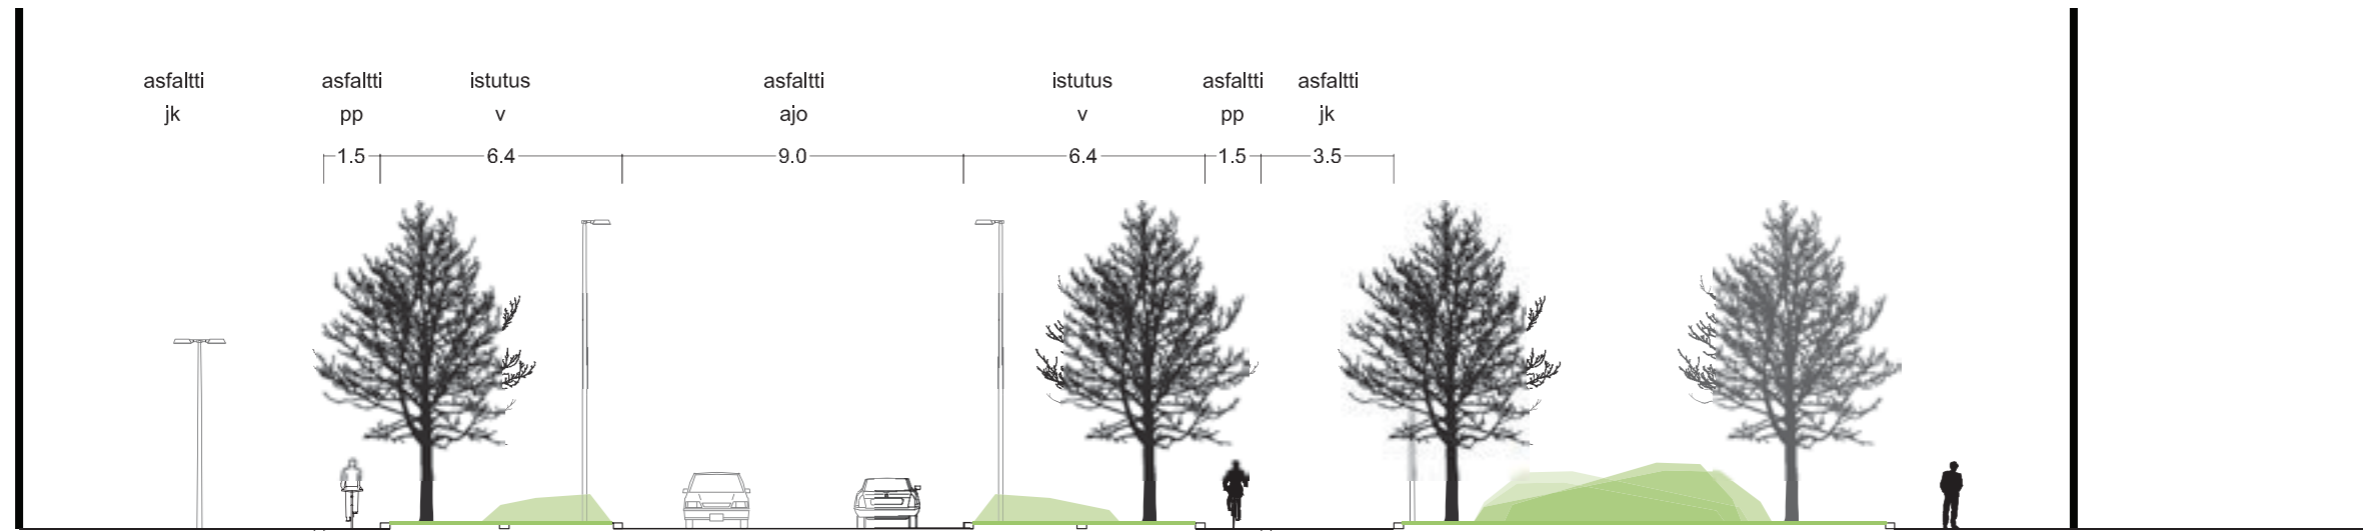 asfaltti asfaltti istutus asfaltti istutus asfaltti asfaltti
jk pp v ajo v pp jk
1.5 6.4 9.0 6.4 1.5 3.5